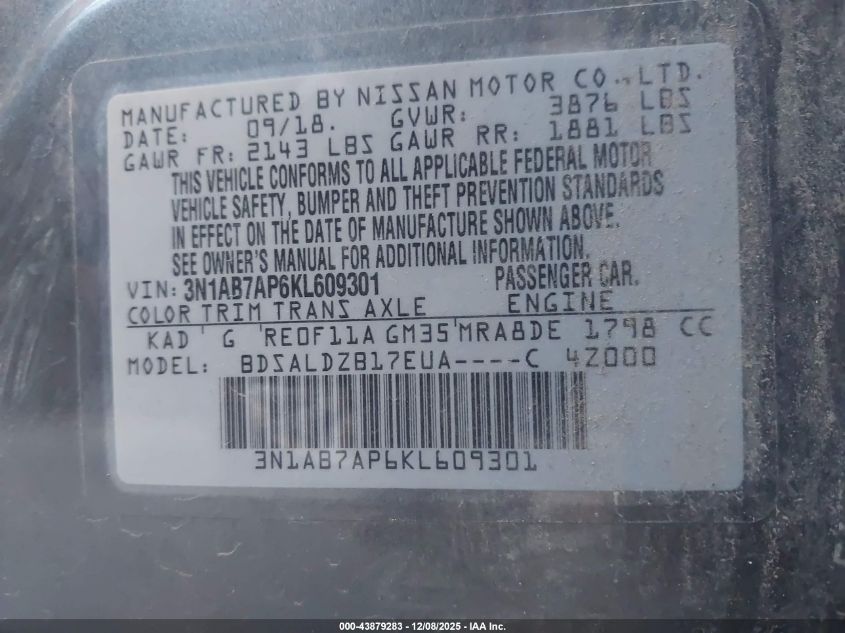 MANUFACTURED BY NISSAN MOTOR CO., LTD.
DATE: 09/18. GVWR: 3876 LBS
GAWR FR: 2143 LBS GAWR RR: 1881 LBS
THIS VEHICLE CONFORMS TO ALL APPLICABLE FEDERAL MOTOR
VEHICLE SAFETY, BUMPER AND THEFT PREVENTION STANDARDS
IN EFFECT ON THE DATE OF MANUFACTURE SHOWN ABOVE.
SEE OWNER'S MANUAL FOR ADDITIONAL INFORMATION.
VIN: 3N1AB7AP6KL609301 PASSENGER CAR.
COLOR TRIM TRANS AXLE ENGINE
KAD G RE0F11A GM35 MRA8DE 1798 CC
MODEL: BDSALDZB17EUA----C 4Z000
3N1AB7AP6KL609301
000-43879283 | 12/08/2025 - IAA Inc.